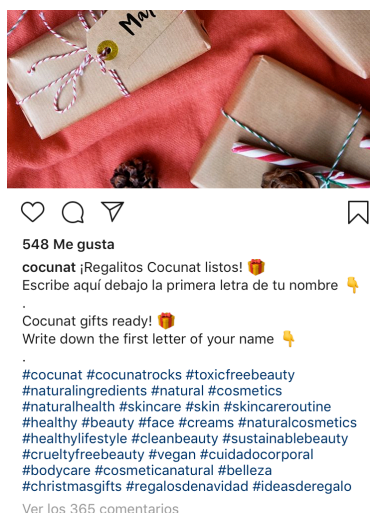 548 Me gusta
cocunat ¡Regalitos Cocunat listos! 🎁
Escribe aquí debajo la primera letra de tu nombre 👇
.
Cocunat gifts ready! 🎁
Write down the first letter of your name 👇
.
#cocunat #cocunatrocks #toxicfreebeauty
#naturalingredients #natural #cosmetics
#naturalhealth #skincare #skin #skincareroutine
#healthy #beauty #face #creams #naturalcosmetics
#healthylifestyle #cleanbeauty #sustainablebeauty
#crueltyfreebeauty #vegan #cuidadocorporal
#bodycare #cosmeticanatural #belleza
#christmasgifts #regalosdenavidad #ideasderegalo
Ver los 365 comentarios